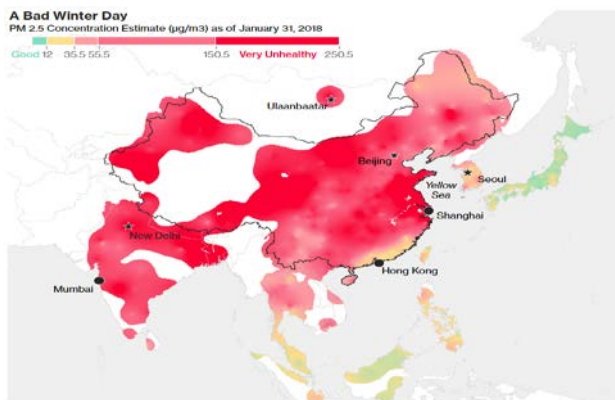 A Bad Winter Day
PM 2.5 Concentration Estimate (µg/m3) as of January 31, 2018
Good 12 35.5 55.5 150.5 Very Unhealthy 250.5
Ulaanbaatar
Beijing
Seoul
Yellow
Sea
Shanghai
New Delhi
Hong Kong
Mumbai